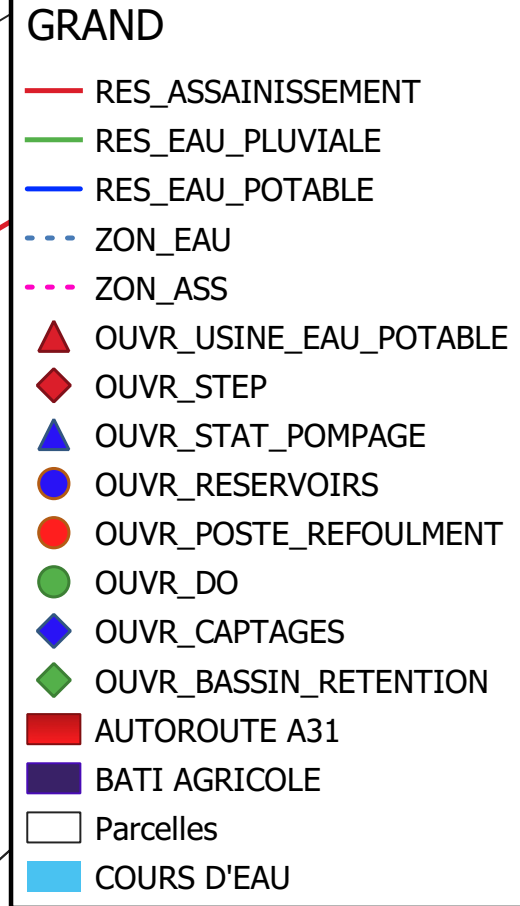 GRAND
RES_ASSAINISSEMENT
RES_EAU_PLUVIALE
RES_EAU_POTABLE
ZON_EAU
ZON_ASS
OUVR_USINE_EAU_POTABLE
OUVR_STEP
OUVR_STAT_POMPAGE
OUVR_RESERVOIRS
OUVR_POSTE_REFOULMENT
OUVR_DO
OUVR_CAPTAGES
OUVR_BASSIN_RETENTION
AUTOROUTE A31
BATI AGRICOLE
Parcelles
COURS D'EAU